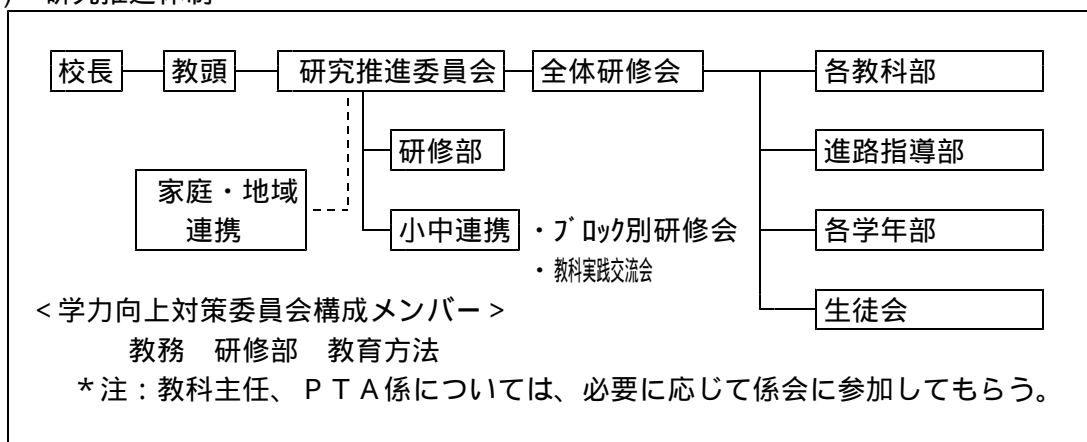 校長 教頭 研究推進委員会 全体研修会 各教科部
研修部 進路指導部
家庭・地域
連携
小中連携 ・ブロック別研修会 各学年部
・教科実践交流会
<学力向上対策委員会構成メンバー> 生徒会
教務 研修部 教育方法
*注:教科主任、PTA係については、必要に応じて係会に参加してもらう。